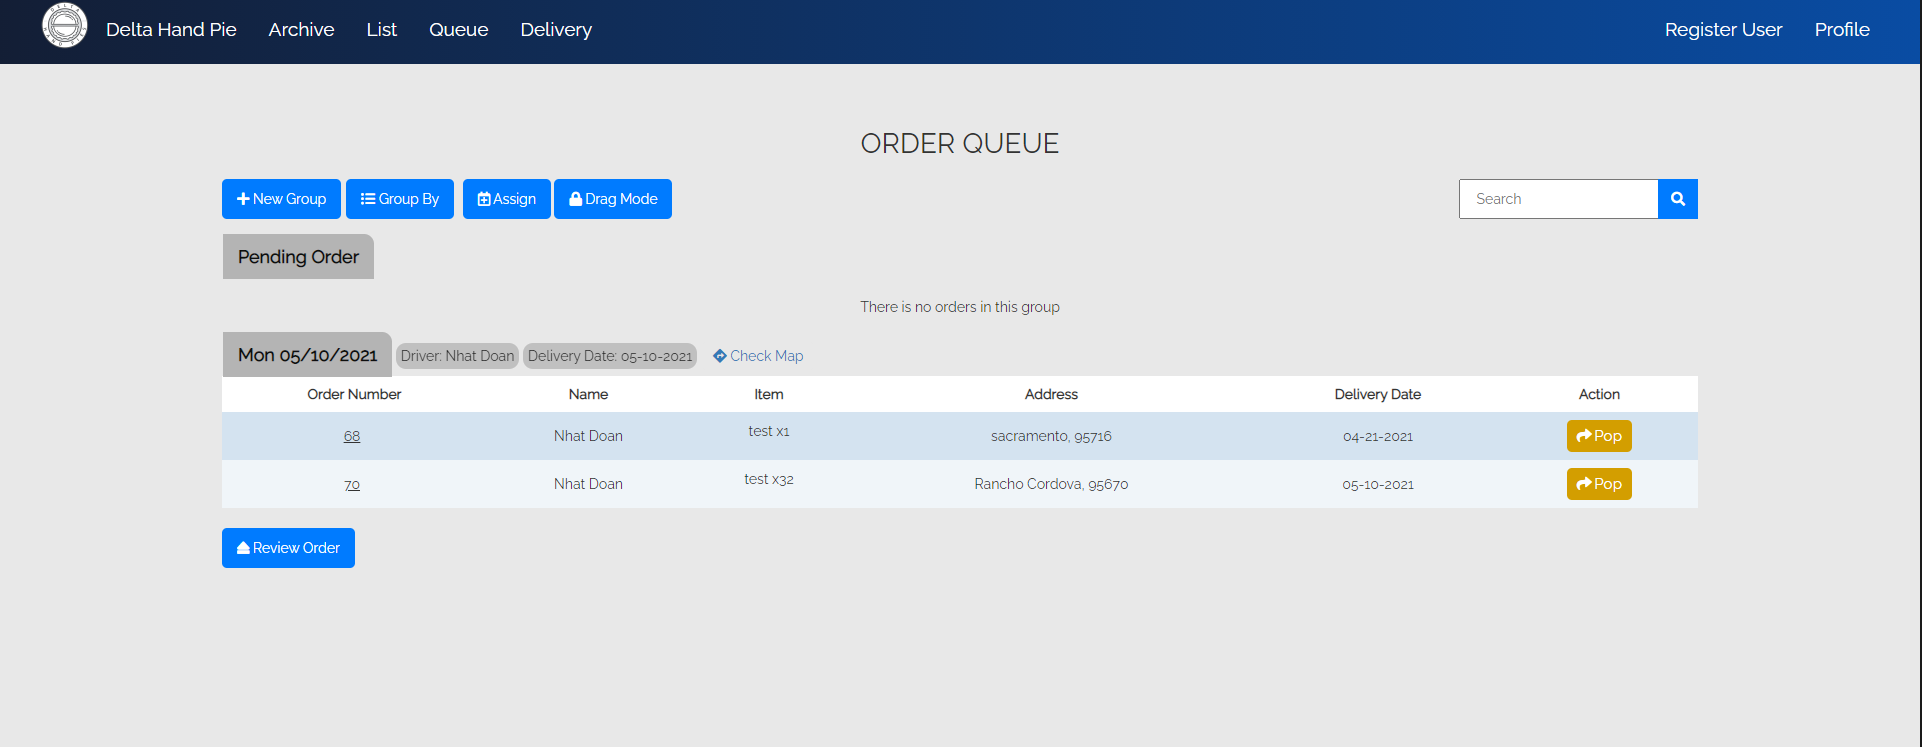 DELTA HAND PIES
Delta Hand Pie Archive List Queue Delivery Register User Profile
ORDER QUEUE
New Group Group By Assign Drag Mode Search
Pending Order
There is no orders in this group
Mon 05/10/2021 Driver: Nhat Doan Delivery Date: 05-10-2021 Check Map
Order Number Name Item Address Delivery Date Action
68 Nhat Doan test x1 sacramento, 95716 04-21-2021 Pop
70 Nhat Doan test x32 Rancho Cordova, 95670 05-10-2021 Pop
Review Order